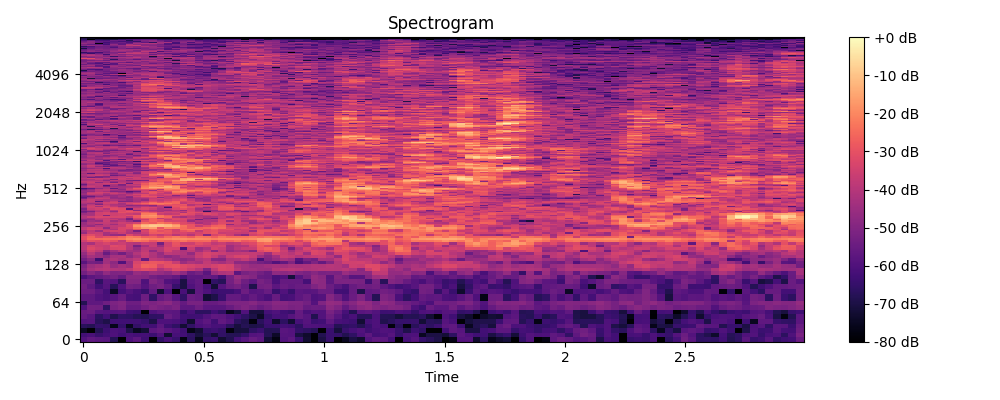 Spectrogram
Hz
4096
2048
1024
512
256
128
64
0
0 0.5 1 1.5 2 2.5
Time
+0 dB
-10 dB
-20 dB
-30 dB
-40 dB
-50 dB
-60 dB
-70 dB
-80 dB